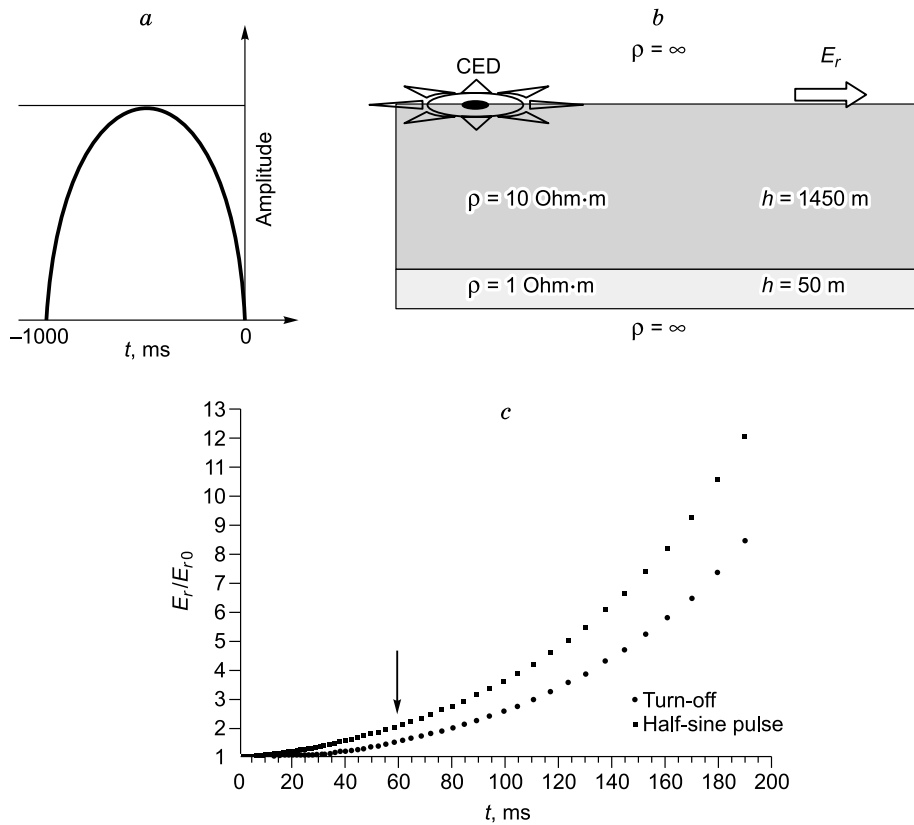 a
Amplitude
–1000
0
t, ms
b
ρ = ∞
CED
E_r
ρ = 10 Ohm·m
h = 1450 m
ρ = 1 Ohm·m
h = 50 m
ρ = ∞
c
13
12
11
10
9
8
7
6
5
4
3
2
1
E_r/E_r0
Turn-off
Half-sine pulse
0 20 40 60 80 100 120 140 160 180 200
t, ms